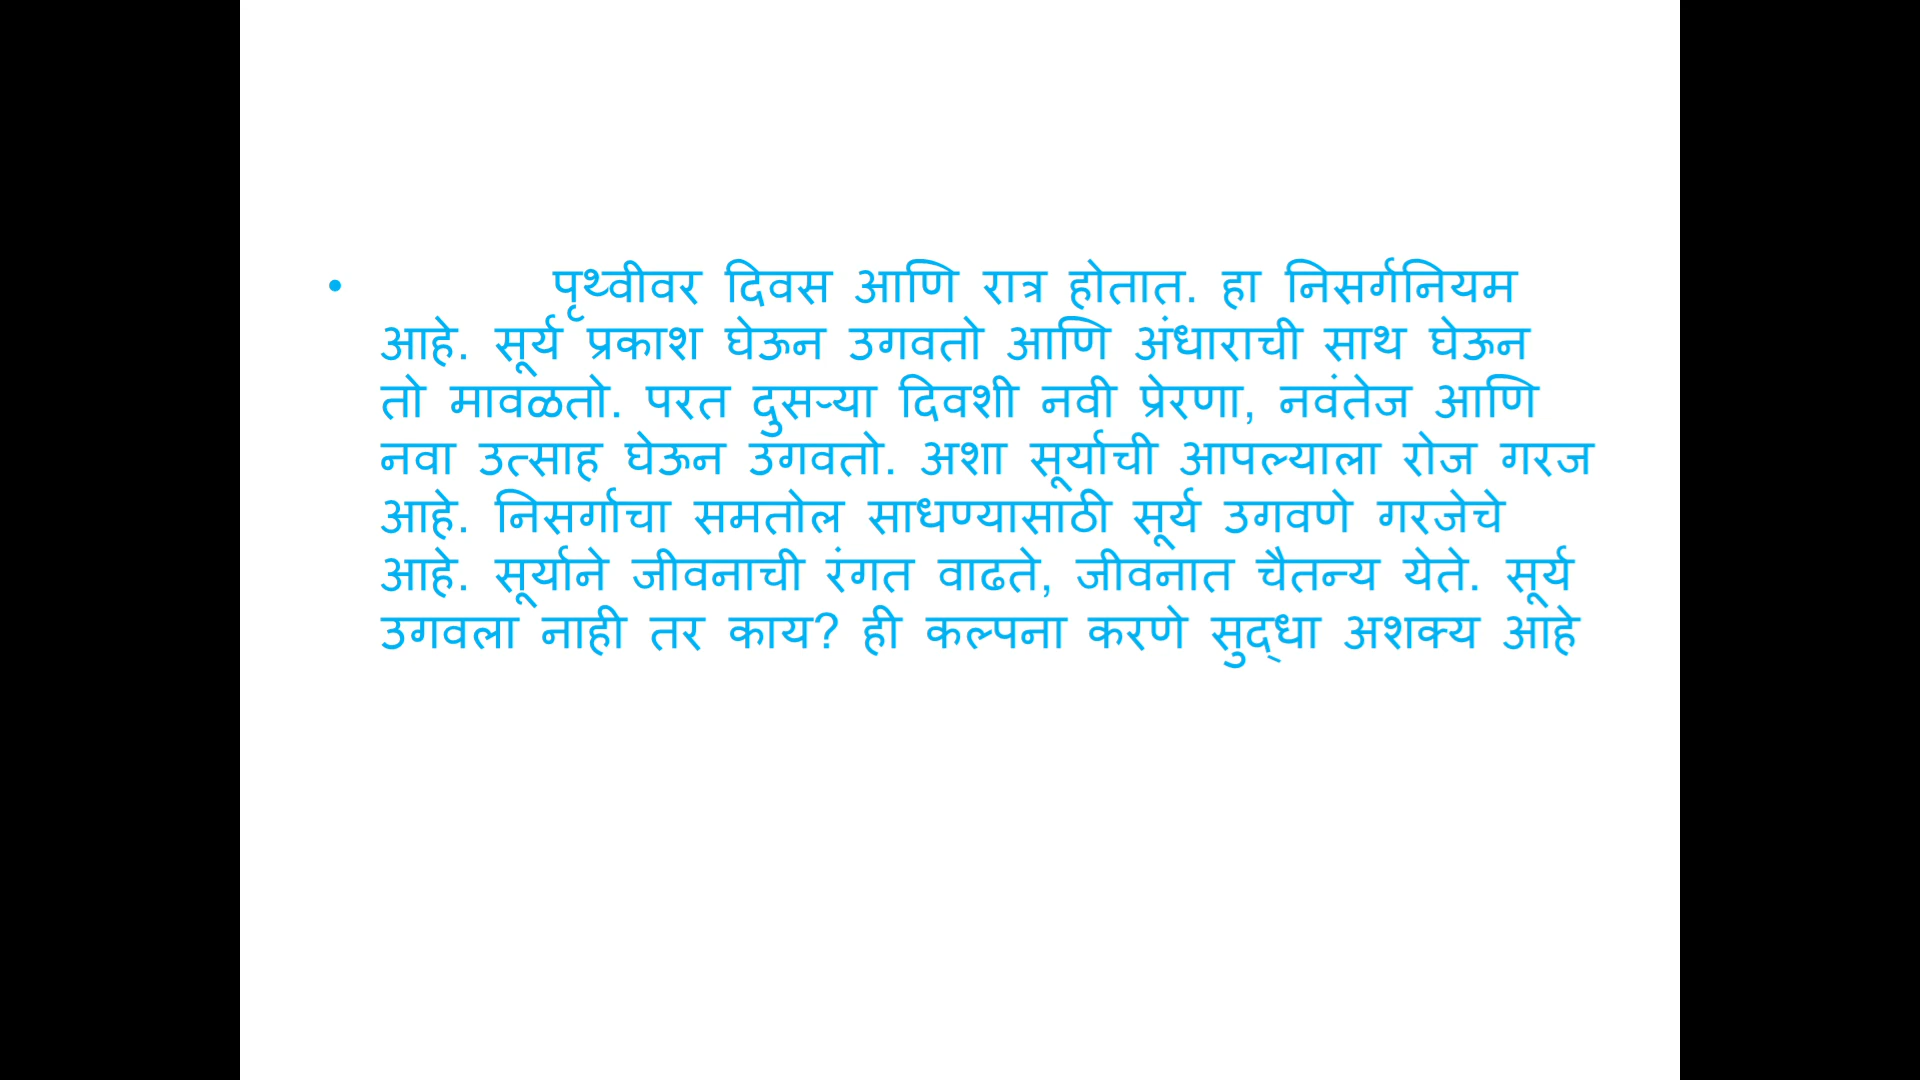 • पृथ्वीवर दिवस आणि रात्र होतात. हा निसर्गनियम
आहे. सूर्य प्रकाश घेऊन उगवतो आणि अंधाराची साथ घेऊन
तो मावळतो. परत दुसऱ्या दिवशी नवी प्रेरणा, नवंतेज आणि
नवा उत्साह घेऊन उगवतो. अशा सूर्याची आपल्याला रोज गरज
आहे. निसर्गाचा समतोल साधण्यासाठी सूर्य उगवणे गरजेचे
आहे. सूर्याने जीवनाची रंगत वाढते, जीवनात चैतन्य येते. सूर्य
उगवला नाही तर काय? ही कल्पना करणे सुद्‌धा अशक्य आहे